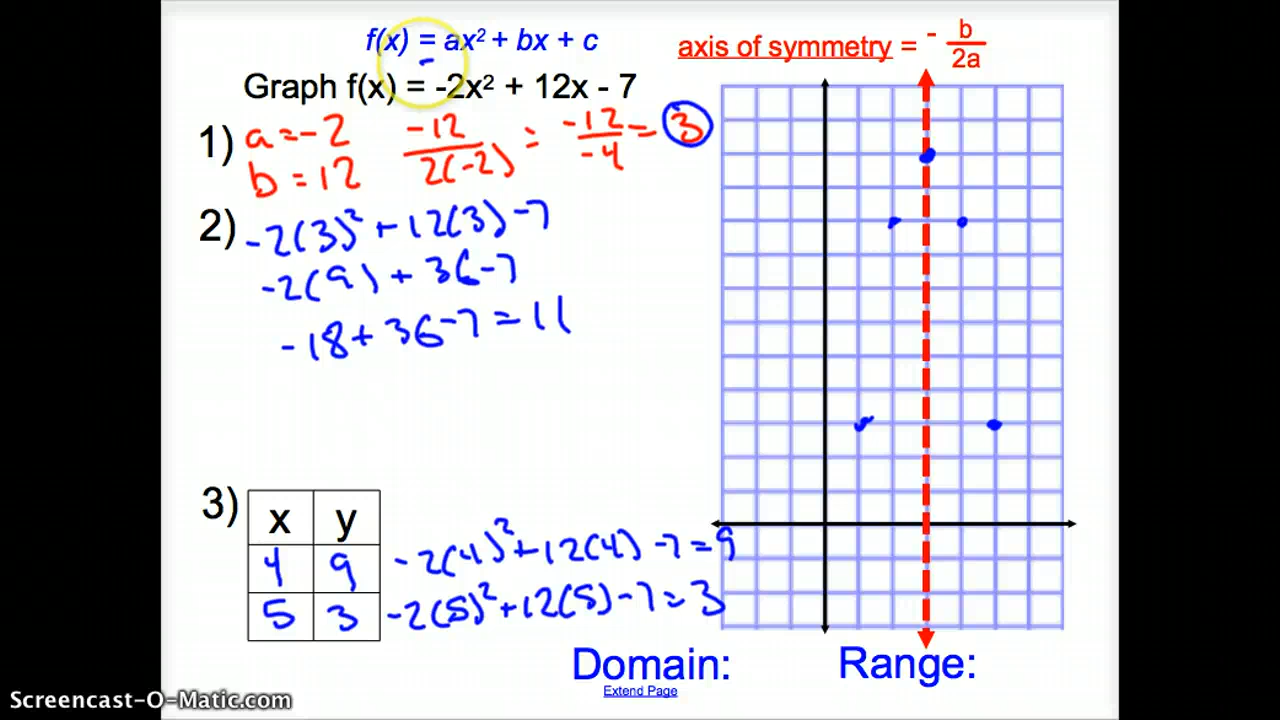 f(x) = ax² + bx + c
axis of symmetry = - b/2a
Graph f(x) = -2x² + 12x - 7
1) a = -2 -12/2(-2) = -12/-4 = 3
b = 12
2) -2(3)² + 12(3) - 7
-2(9) + 36 - 7
-18 + 36 - 7 = 11
3) x y
4 9 -2(4)² + 12(4) - 7 = 9
5 3 -2(5)² + 12(5) - 7 = 3
Domain: Range:
Extend Page
Screencast-O-Matic.com